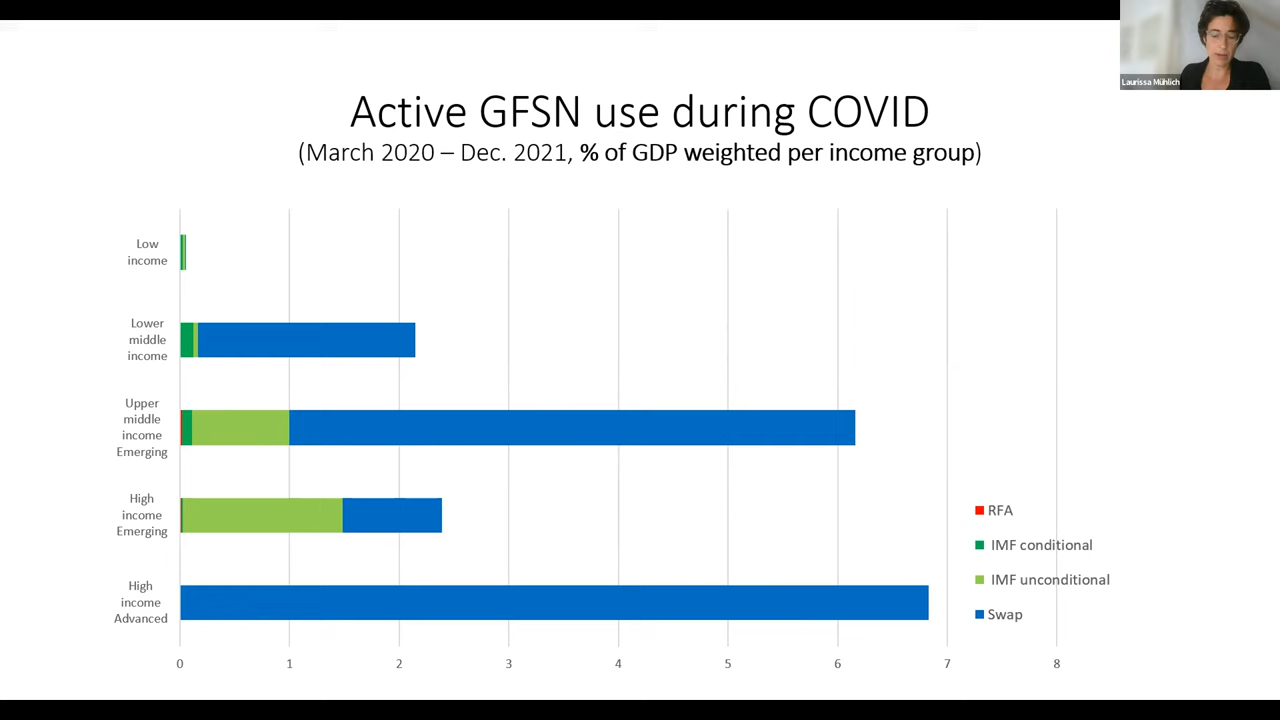 Laurissa Mühlich
Active GFSN use during COVID
(March 2020 – Dec. 2021, % of GDP weighted per income group)
Low
income
Lower
middle
income
Upper
middle
income
Emerging
High
income
Emerging
High
income
Advanced
RFA
IMF conditional
IMF unconditional
Swap
0 1 2 3 4 5 6 7 8